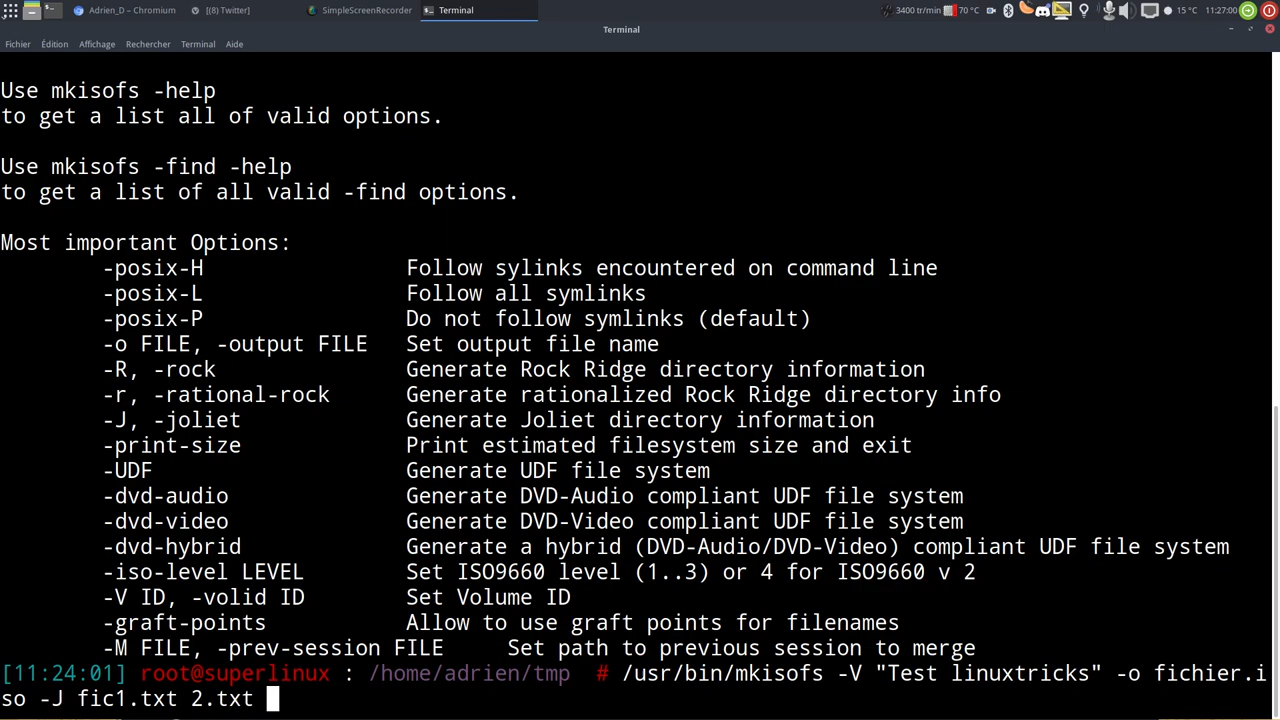 Adrien_D – Chromium
[(8) Twitter]
SimpleScreenRecorder
Terminal
3400 tr/min
70 °C
15 °C
11:27:00
Terminal
Fichier Édition Affichage Rechercher Terminal Aide
Use mkisofs -help
to get a list all of valid options.
Use mkisofs -find -help
to get a list of all valid -find options.
Most important Options:
-posix-H Follow sylinks encountered on command line
-posix-L Follow all symlinks
-posix-P Do not follow symlinks (default)
-o FILE, -output FILE Set output file name
-R, -rock Generate Rock Ridge directory information
-r, -rational-rock Generate rationalized Rock Ridge directory info
-J, -joliet Generate Joliet directory information
-print-size Print estimated filesystem size and exit
-UDF Generate UDF file system
-dvd-audio Generate DVD-Audio compliant UDF file system
-dvd-video Generate DVD-Video compliant UDF file system
-dvd-hybrid Generate a hybrid (DVD-Audio/DVD-Video) compliant UDF file system
-iso-level LEVEL Set ISO9660 level (1..3) or 4 for ISO9660 v 2
-V ID, -volid ID Set Volume ID
-graft-points Allow to use graft points for filenames
-M FILE, -prev-session FILE Set path to previous session to merge
[11:24:01] root@superlinux : /home/adrien/tmp # /usr/bin/mkisofs -V "Test linuxtricks" -o fichier.i
so -J fic1.txt 2.txt